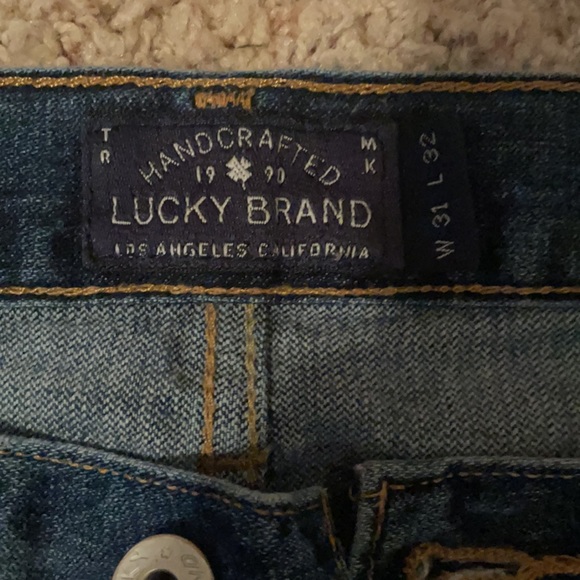 TR
HANDCRAFTED
MK
19 90
LUCKY BRAND
LOS ANGELES CALIFORNIA
W 31 L 32